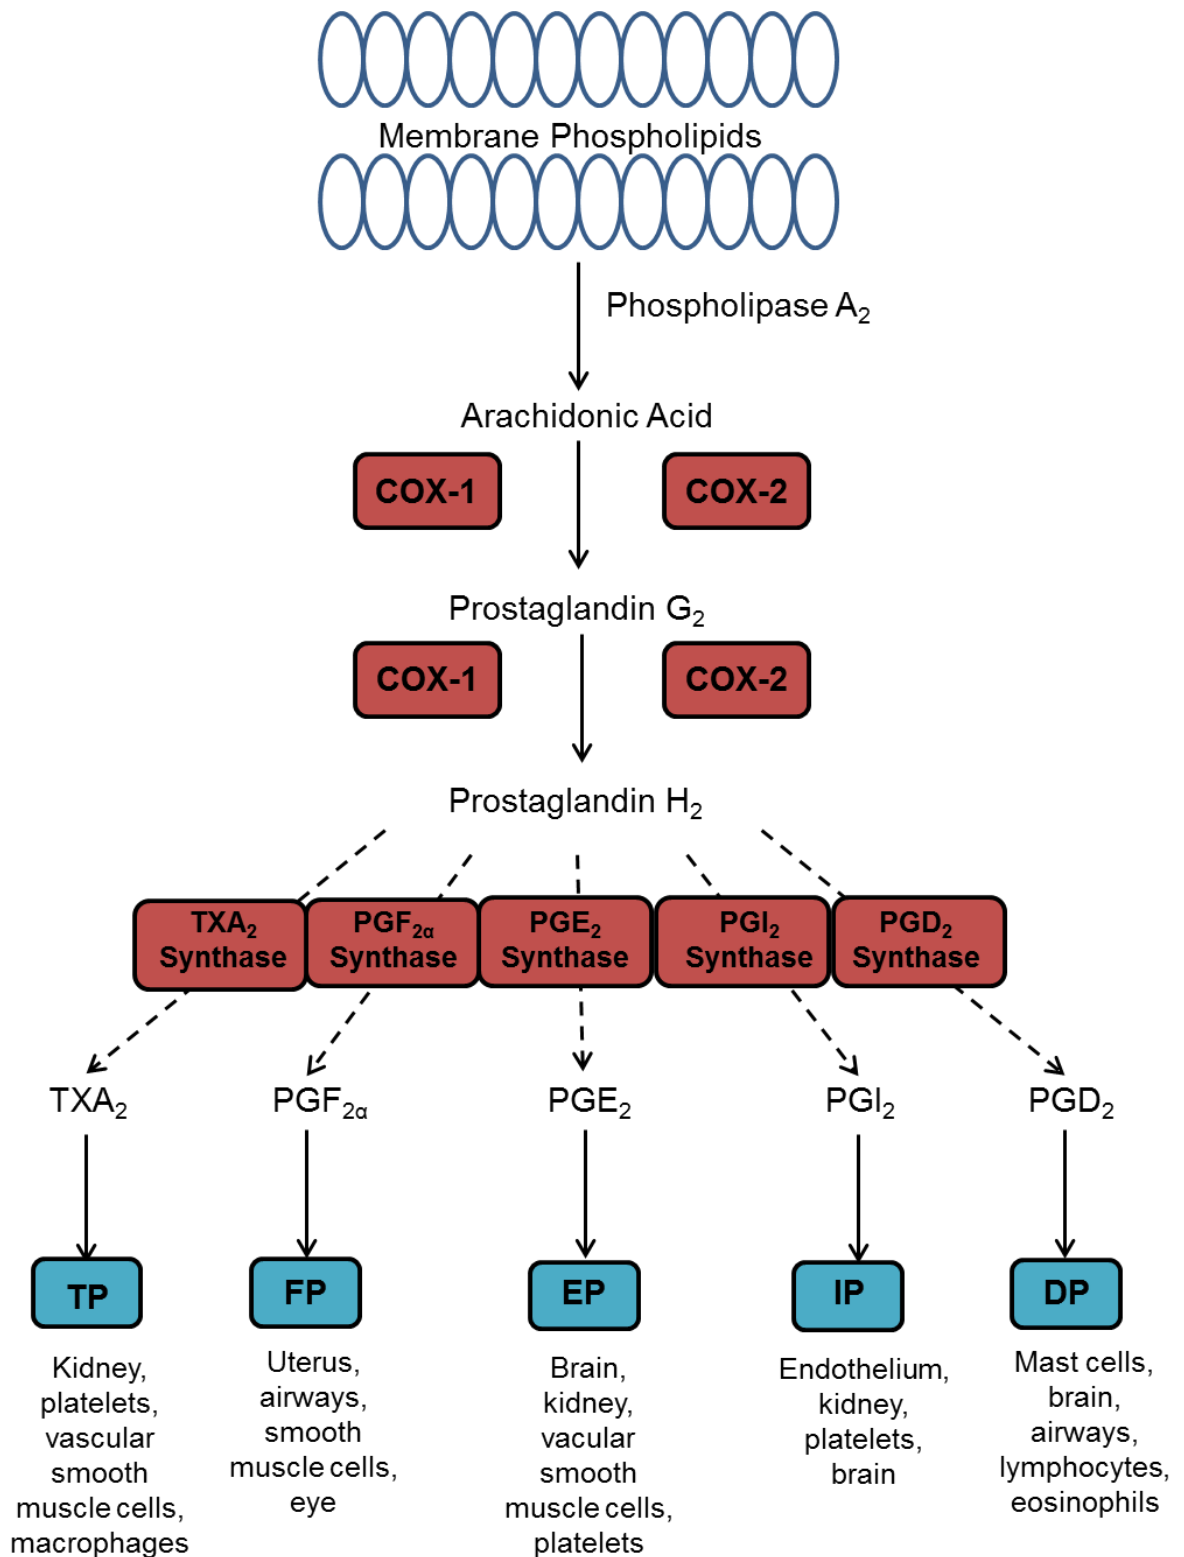 Membrane Phospholipids
Phospholipase A₂
Arachidonic Acid
COX-1
COX-2
Prostaglandin G₂
COX-1
COX-2
Prostaglandin H₂
TXA₂
Synthase
PGF₂α
Synthase
PGE₂
Synthase
PGI₂
Synthase
PGD₂
Synthase
TXA₂
PGF₂α
PGE₂
PGI₂
PGD₂
TP
FP
EP
IP
DP
Kidney,
platelets,
vascular
smooth
muscle cells,
macrophages
Uterus,
airways,
smooth
muscle cells,
eye
Brain,
kidney,
vacular
smooth
muscle cells,
platelets
Endothelium,
kidney,
platelets,
brain
Mast cells,
brain,
airways,
lymphocytes,
eosinophils